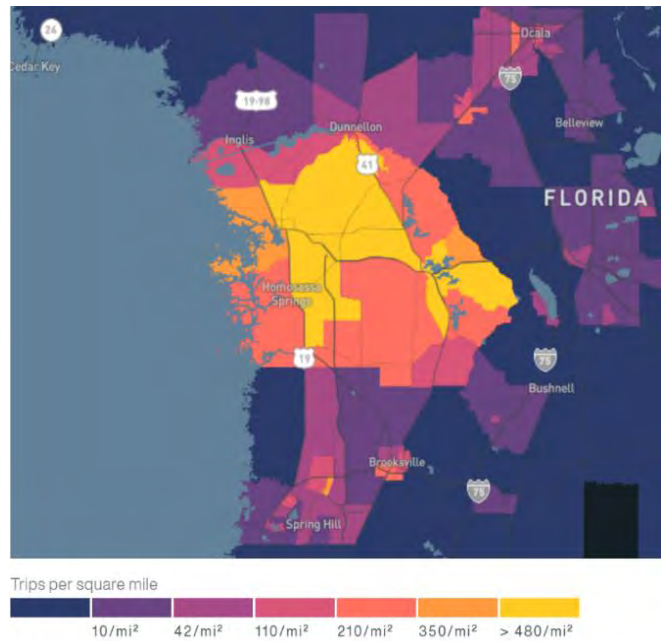 24
Cedar Key
Ocala
75
19-98
Belleview
Dunnellon
Inglis
41
FLORIDA
Homosassa
Springs
19
75
Bushnell
Brooksville
75
Spring Hill
Trips per square mile
10/mi² 42/mi² 110/mi² 210/mi² 350/mi² > 480/mi²